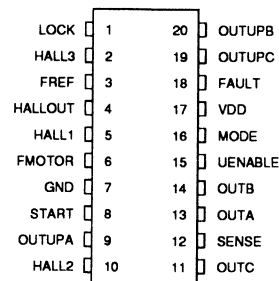 LOCK 1 20 OUTUPB
HALL3 2 19 OUTUPC
FREF 3 18 FAULT
HALLOUT 4 17 VDD
HALL1 5 16 MODE
FMOTOR 6 15 UENABLE
GND 7 14 OUTB
START 8 13 OUTA
OUTUPA 9 12 SENSE
HALL2 10 11 OUTC